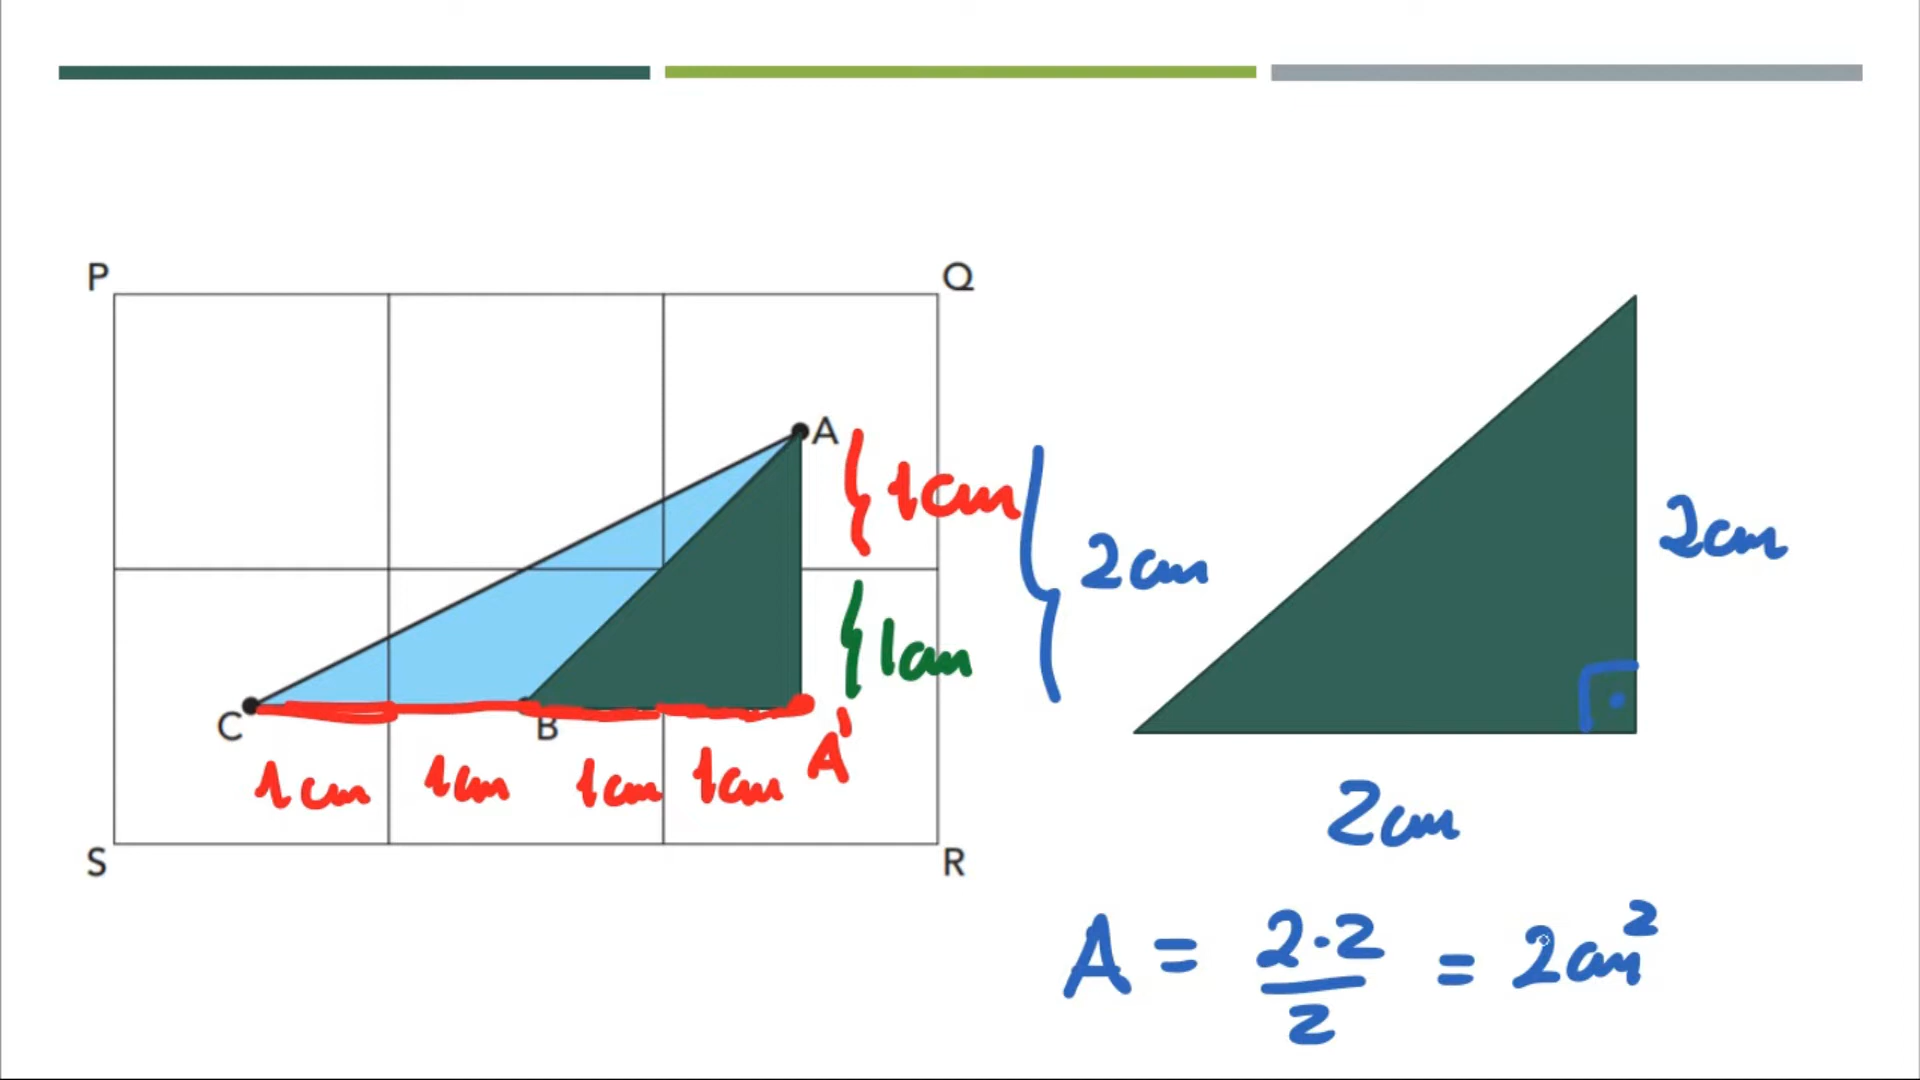 P
Q
A
1cm
2cm
2cm
1cm
C
B
A'
1cm
1cm
1cm
1cm
2cm
S
R
A = 2·2/2 = 2cm²